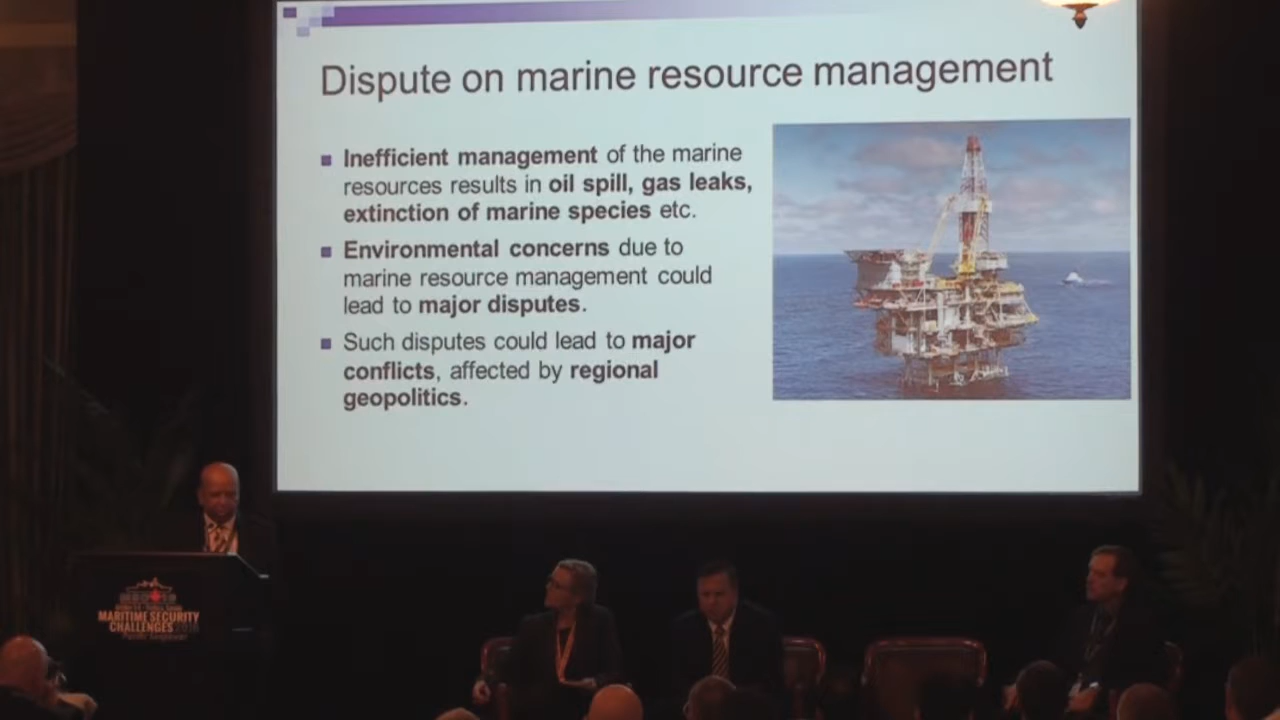 Dispute on marine resource management
Inefficient management of the marine
resources results in oil spill, gas leaks,
extinction of marine species etc.
Environmental concerns due to
marine resource management could
lead to major disputes.
Such disputes could lead to major
conflicts, affected by regional
geopolitics.
MARITIME SECURITY
CHALLENGES